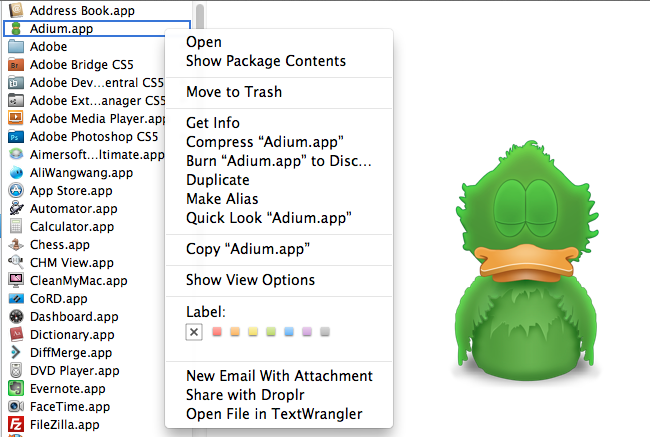 Address Book.app
Adium.app
Adobe
Adobe Bridge CS5
Adobe Dev...entral CS5
Adobe Ext...anager CS5
Adobe Media Player.app
Adobe Photoshop CS5
Aimersoft...ltimate.app
AliWangwang.app
App Store.app
Automator.app
Calculator.app
Chess.app
CHM View.app
CleanMyMac.app
CoRD.app
Dashboard.app
Dictionary.app
DiffMerge.app
DVD Player.app
Evernote.app
FaceTime.app
FileZilla.app
Open
Show Package Contents
Move to Trash
Get Info
Compress “Adium.app”
Burn “Adium.app” to Disc...
Duplicate
Make Alias
Quick Look “Adium.app”
Copy “Adium.app”
Show View Options
Label:
New Email With Attachment
Share with Droplr
Open File in TextWrangler